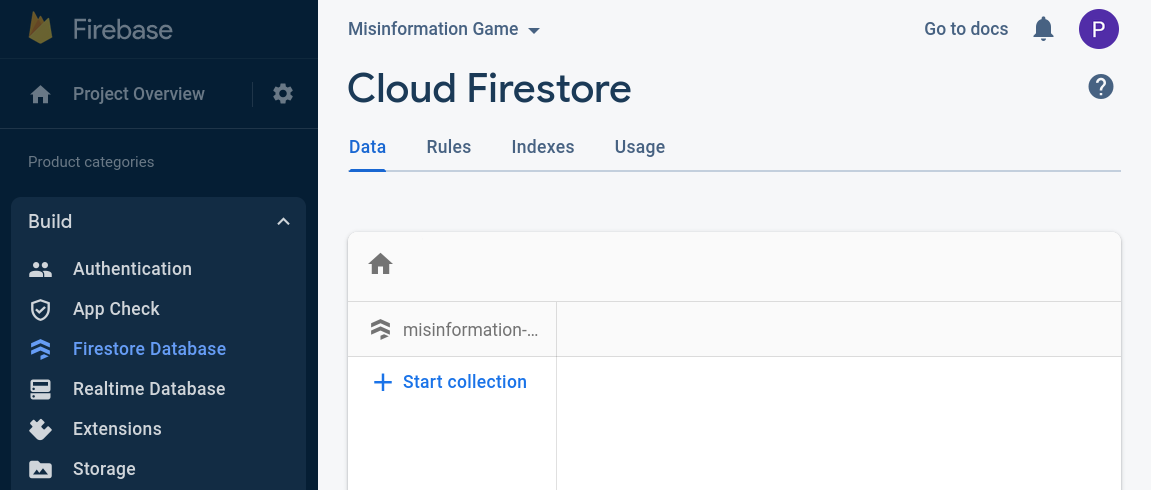 Firebase
Project Overview
Product categories
Build
Authentication
App Check
Firestore Database
Realtime Database
Extensions
Storage
Misinformation Game
Go to docs
P
Cloud Firestore
?
Data Rules Indexes Usage
misinformation-...
+ Start collection